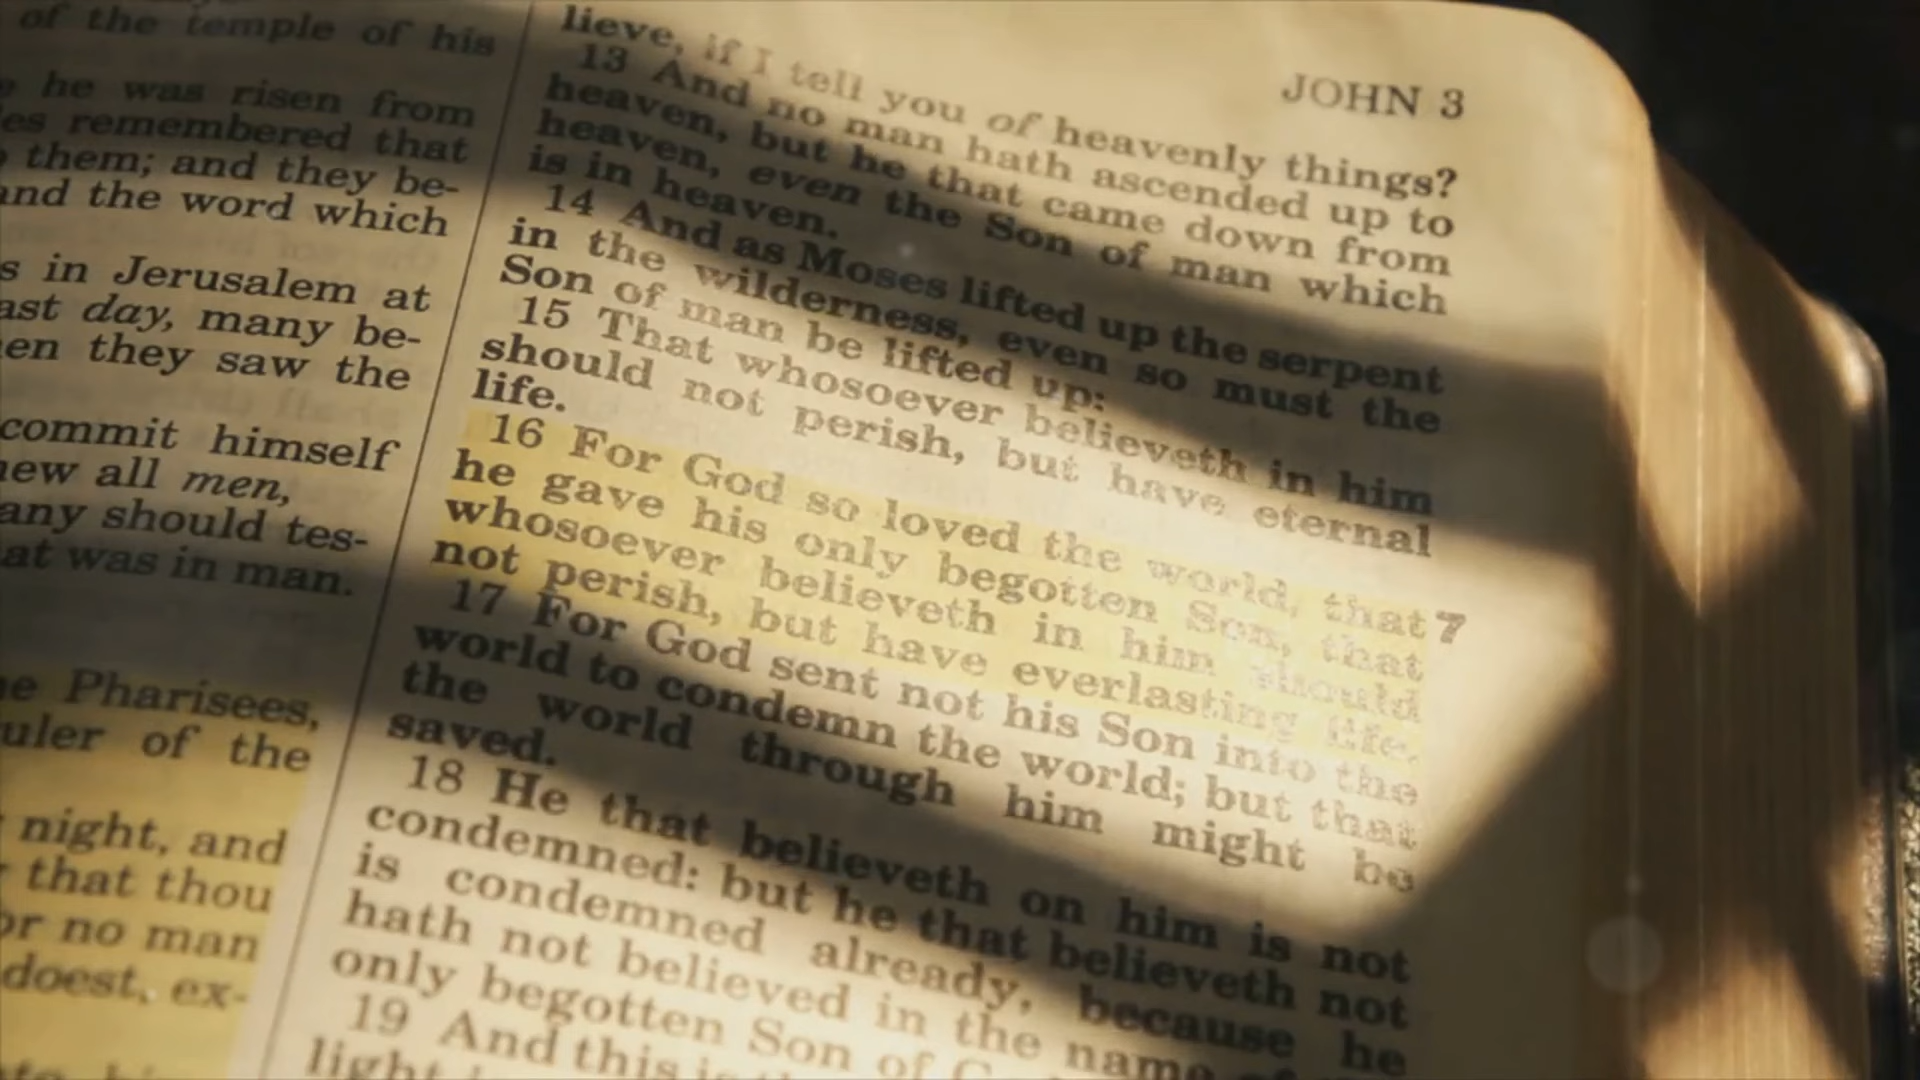 of the temple of his
he was risen from
remembered that
them; and they be-
and the word which
in Jerusalem at
day, many be-
they saw the
commit himself
all men,
any should tes-
was in man.
Pharisees,
of the
night, and
that thou
no man
doest, ex-
JOHN 3
lieve, if I tell you of heavenly things?
13 And no man hath ascended up to
heaven, but he that came down from
heaven, even the Son of man which
is in heaven.
14 And as Moses lifted up the serpent
in the wilderness, even so must the
Son of man be lifted up:
15 That whosoever believeth in him
should not perish, but have eternal
life.
16 For God so loved the world, that 7
he gave his only begotten Son, that
whosoever believeth in him should
not perish, but have everlasting life.
17 For God sent not his Son into the
world to condemn the world; but that
the world through him might be
saved.
18 He that believeth on him is not
condemned: but he that believeth not
is condemned already, because he
hath not believed in the name of
only begotten Son of
19 And this is
light